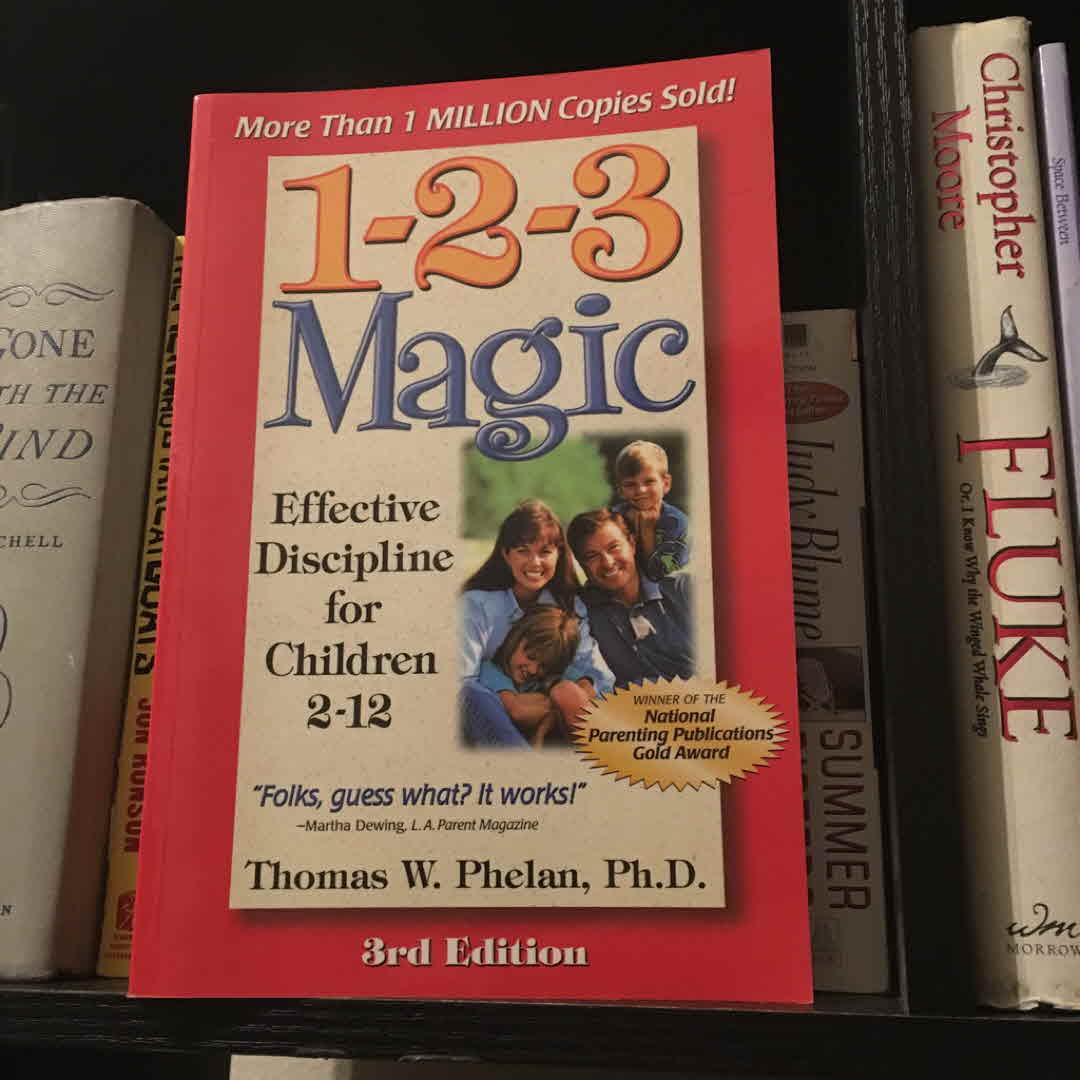 More Than 1 MILLION Copies Sold!
1-2-3
Magic
Effective
Discipline
for
Children
2-12
WINNER OF THE
National
Parenting Publications
Gold Award
"Folks, guess what? It works!"
–Martha Dewing, L.A. Parent Magazine
Thomas W. Phelan, Ph.D.
3rd Edition
GONE
TH THE
IND
CHELL
JON RONSON
Judy Blume
SUMMER
Christopher
Moore
FLUKE
Or, I Know Why the Winged Whale Sings
MORROW
Space Between